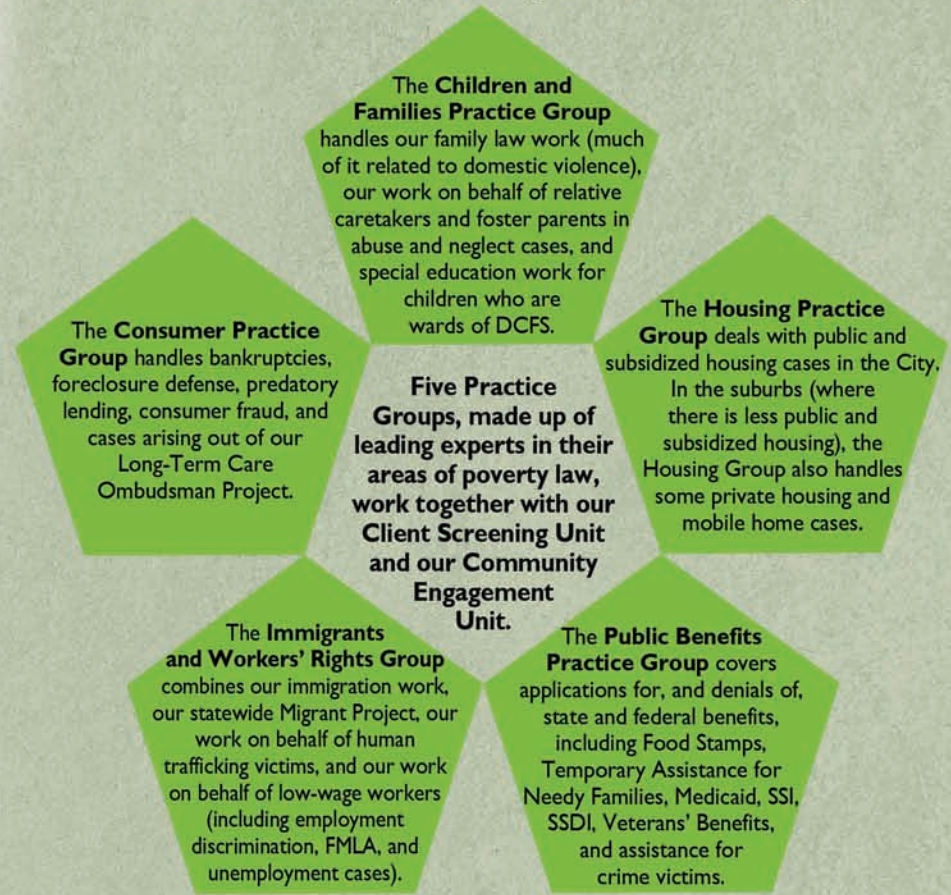 The Children and
Families Practice Group
handles our family law work (much
of it related to domestic violence),
our work on behalf of relative
caretakers and foster parents in
abuse and neglect cases, and
special education work for
children who are
wards of DCFS.
The Consumer Practice
Group handles bankruptcies,
foreclosure defense, predatory
lending, consumer fraud, and
cases arising out of our
Long-Term Care
Ombudsman Project.
Five Practice
Groups, made up of
leading experts in their
areas of poverty law,
work together with our
Client Screening Unit
and our Community
Engagement
Unit.
The Housing Practice
Group deals with public and
subsidized housing cases in the City.
In the suburbs (where
there is less public and
subsidized housing), the
Housing Group also handles
some private housing and
mobile home cases.
The Immigrants
and Workers' Rights Group
combines our immigration work,
our statewide Migrant Project, our
work on behalf of human
trafficking victims, and our work
on behalf of low-wage workers
(including employment
discrimination, FMLA, and
unemployment cases).
The Public Benefits
Practice Group covers
applications for, and denials of,
state and federal benefits,
including Food Stamps,
Temporary Assistance for
Needy Families, Medicaid, SSI,
SSDI, Veterans' Benefits,
and assistance for
crime victims.